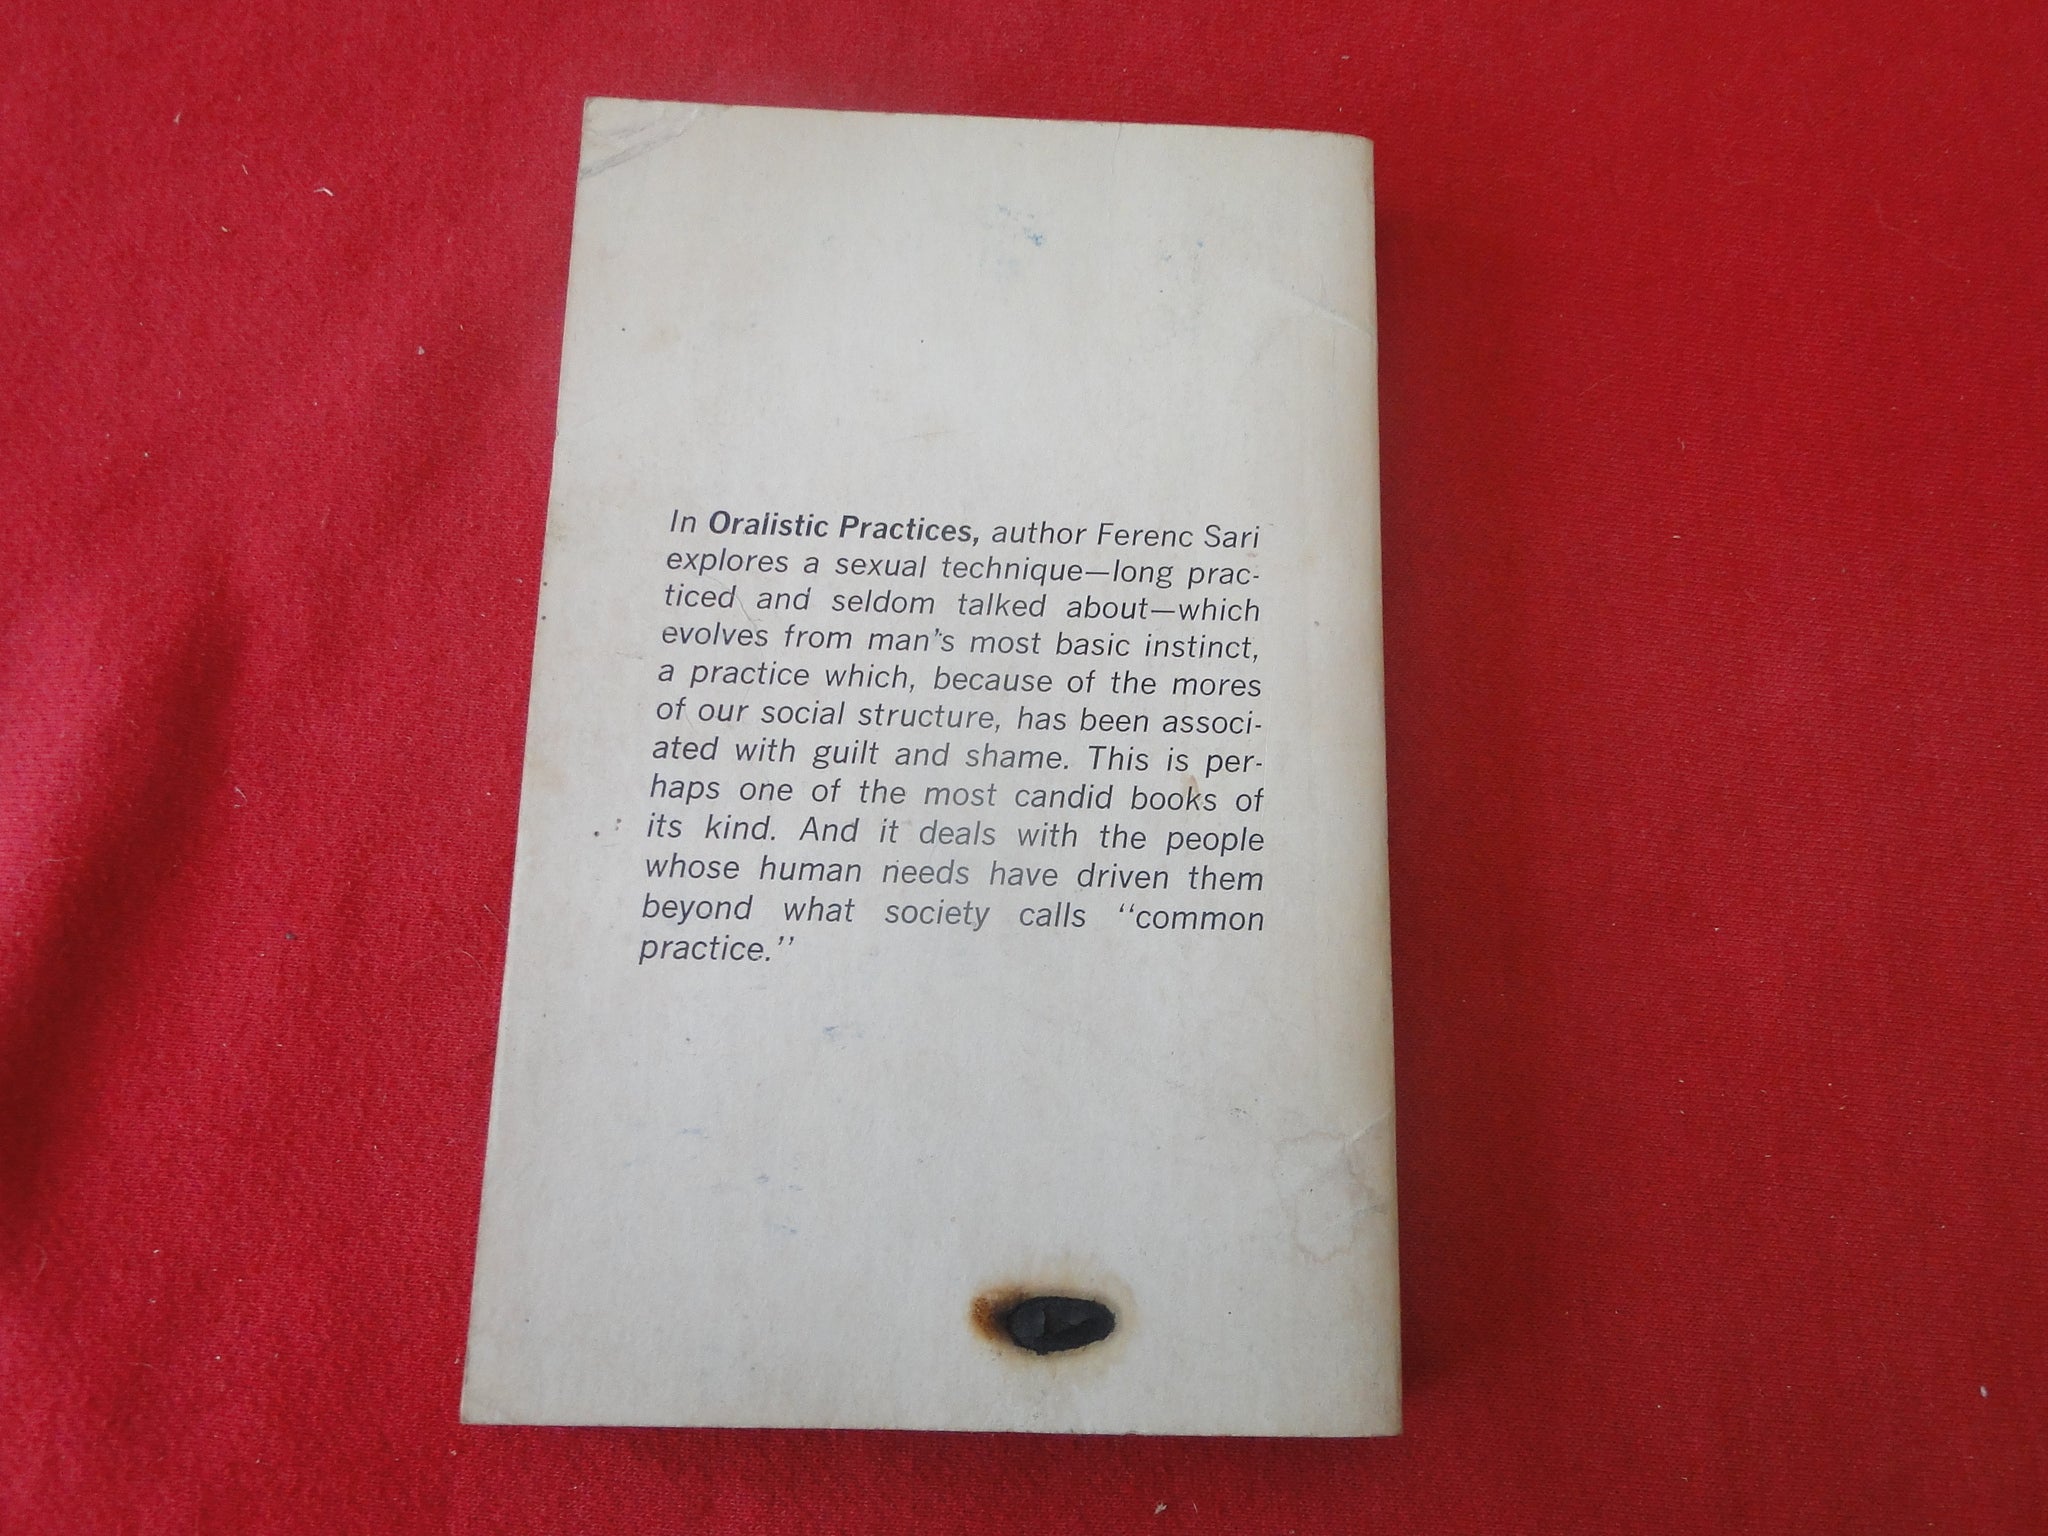 In Oralistic Practices, author Ferenc Sari
explores a sexual technique—long prac-
ticed and seldom talked about—which
evolves from man's most basic instinct,
a practice which, because of the mores
of our social structure, has been associ-
ated with guilt and shame. This is per-
haps one of the most candid books of
its kind. And it deals with the people
whose human needs have driven them
beyond what society calls "common
practice."